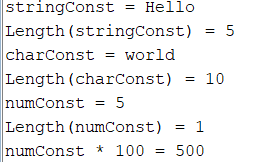 stringConst = Hello
Length(stringConst) = 5
charConst = world
Length(charConst) = 10
numConst = 5
Length(numConst) = 1
numConst * 100 = 500